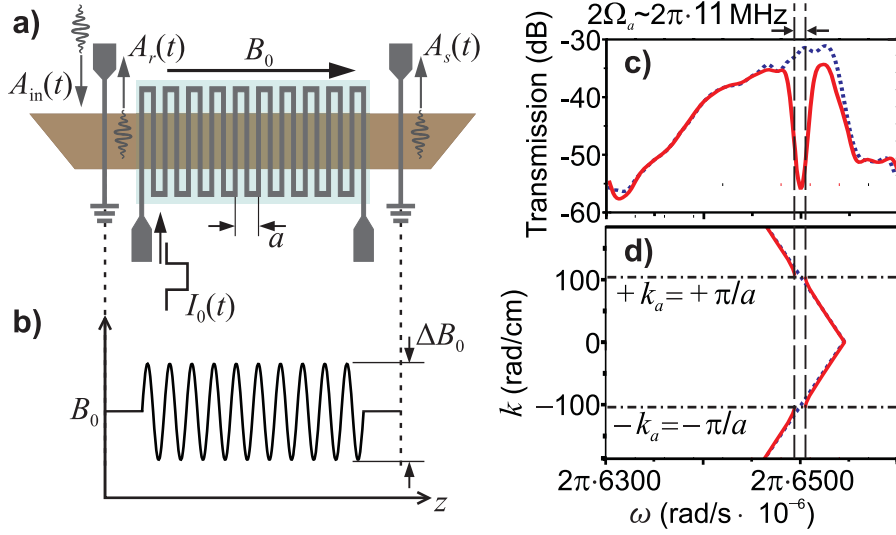 a)
A_in(t)
A_r(t)
B_0
A_s(t)
a
I_0(t)
b)
ΔB_0
B_0
z
2Ω_a~2π·11 MHz
c)
Transmission (dB)
-30
-40
-50
-60
d)
k (rad/cm)
100
0
-100
+k_a=+π/a
-k_a=-π/a
2π·6300
2π·6500
ω (rad/s · 10^-6)